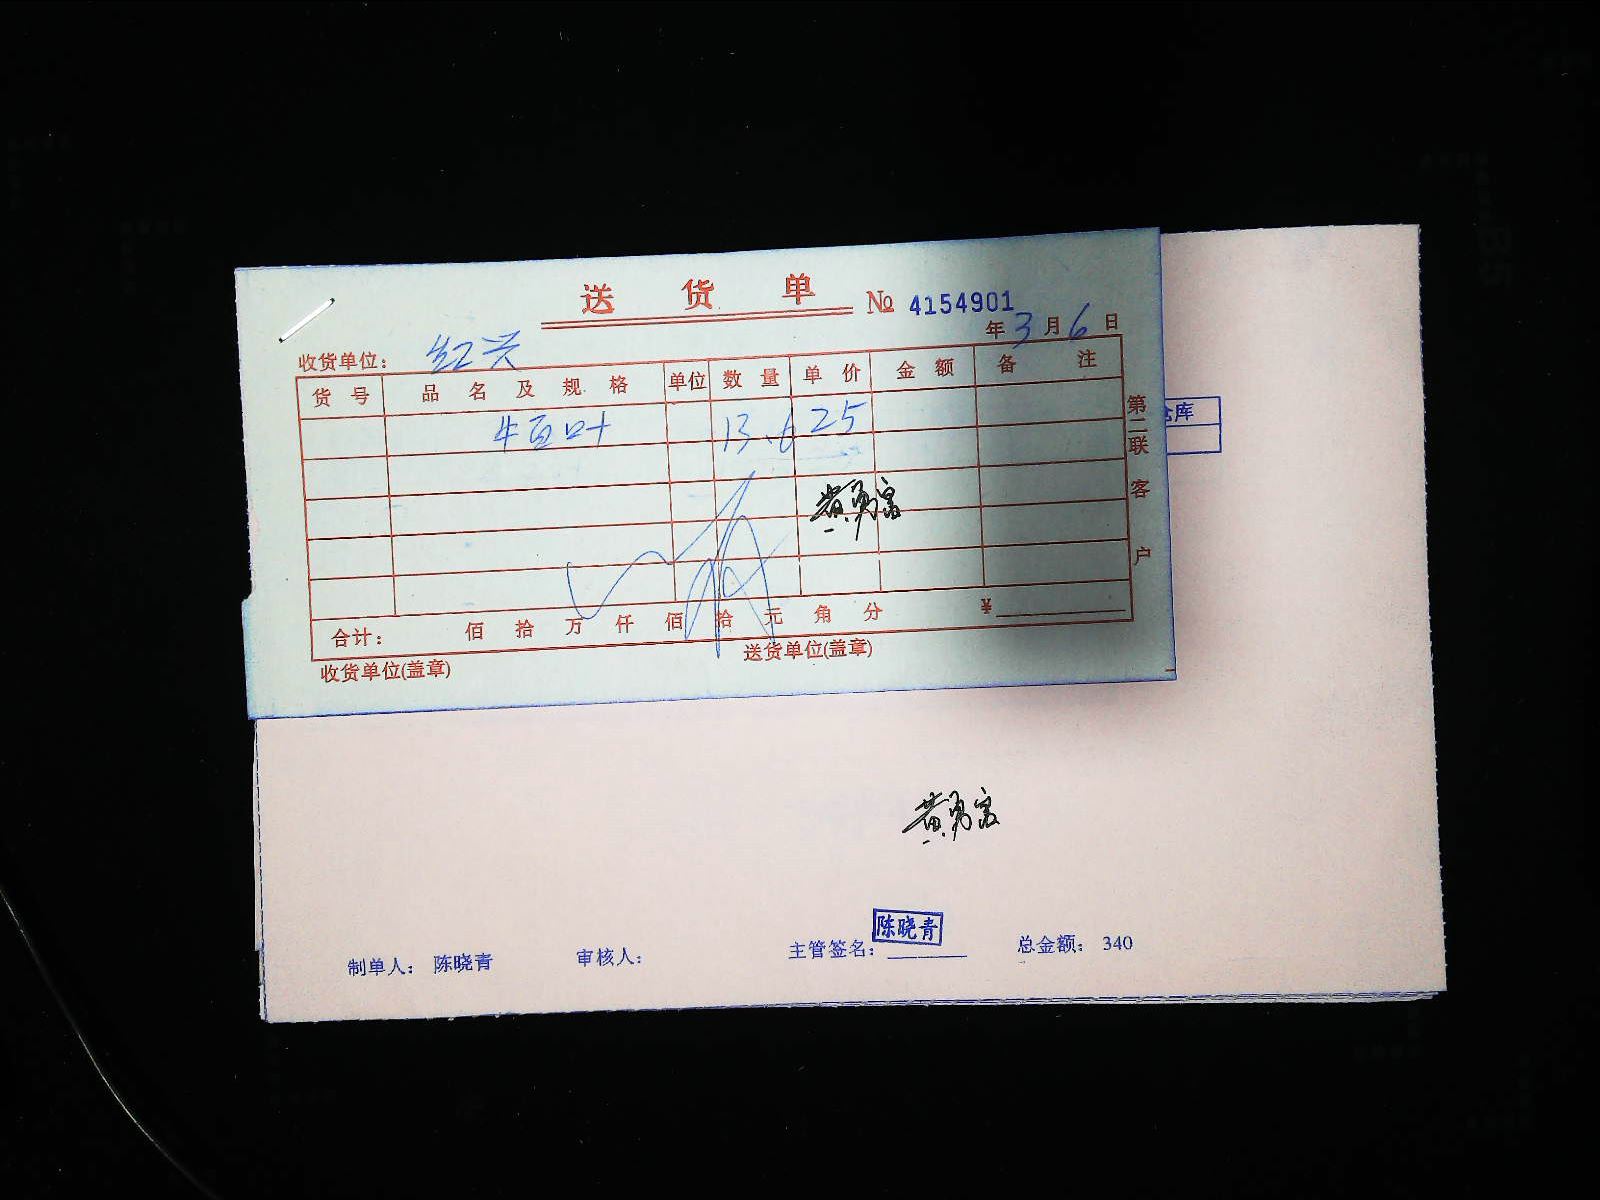 送 货 单 № 4154901
年3月6日
收货单位: 红兴
货 号 品 名 及 规 格 单位 数 量 单 价 金 额 备 注
牛百叶 13.6 25
黄勇富
合计: 佰 拾 万 仟 佰 拾 元 角 分 ¥
收货单位(盖章) 送货单位(盖章)
第二联 客户
仓库
黄勇富
陈晓青
制单人: 陈晓青 审核人: 主管签名: 总金额: 340